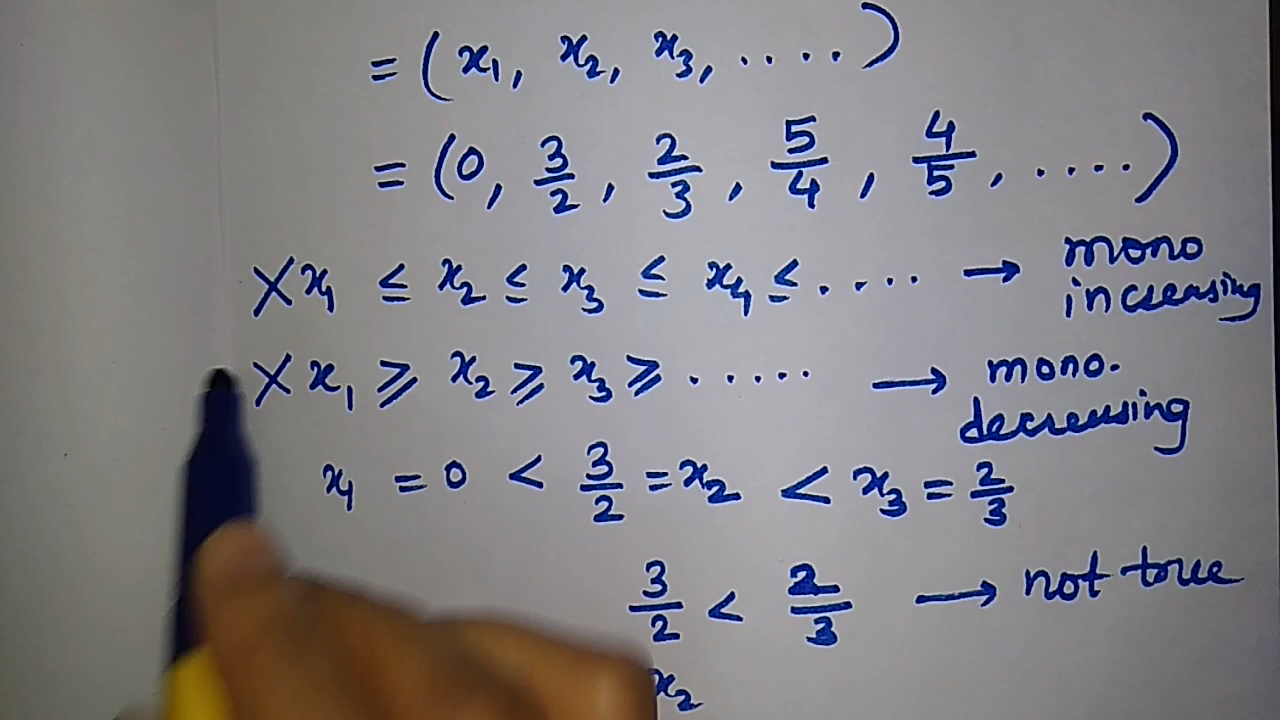 = (x₁, x₂, x₃, ....)
= (0, 3/2, 2/3, 5/4, 4/5, ....)
X x₁ ≤ x₂ ≤ x₃ ≤ x₄ ≤ .... → mono increasing
X x₁ ≥ x₂ ≥ x₃ ≥ ..... → mono. decreasing
x₁ = 0 < 3/2 = x₂ < x₃ = 2/3
3/2 < 2/3 → not true
x₂